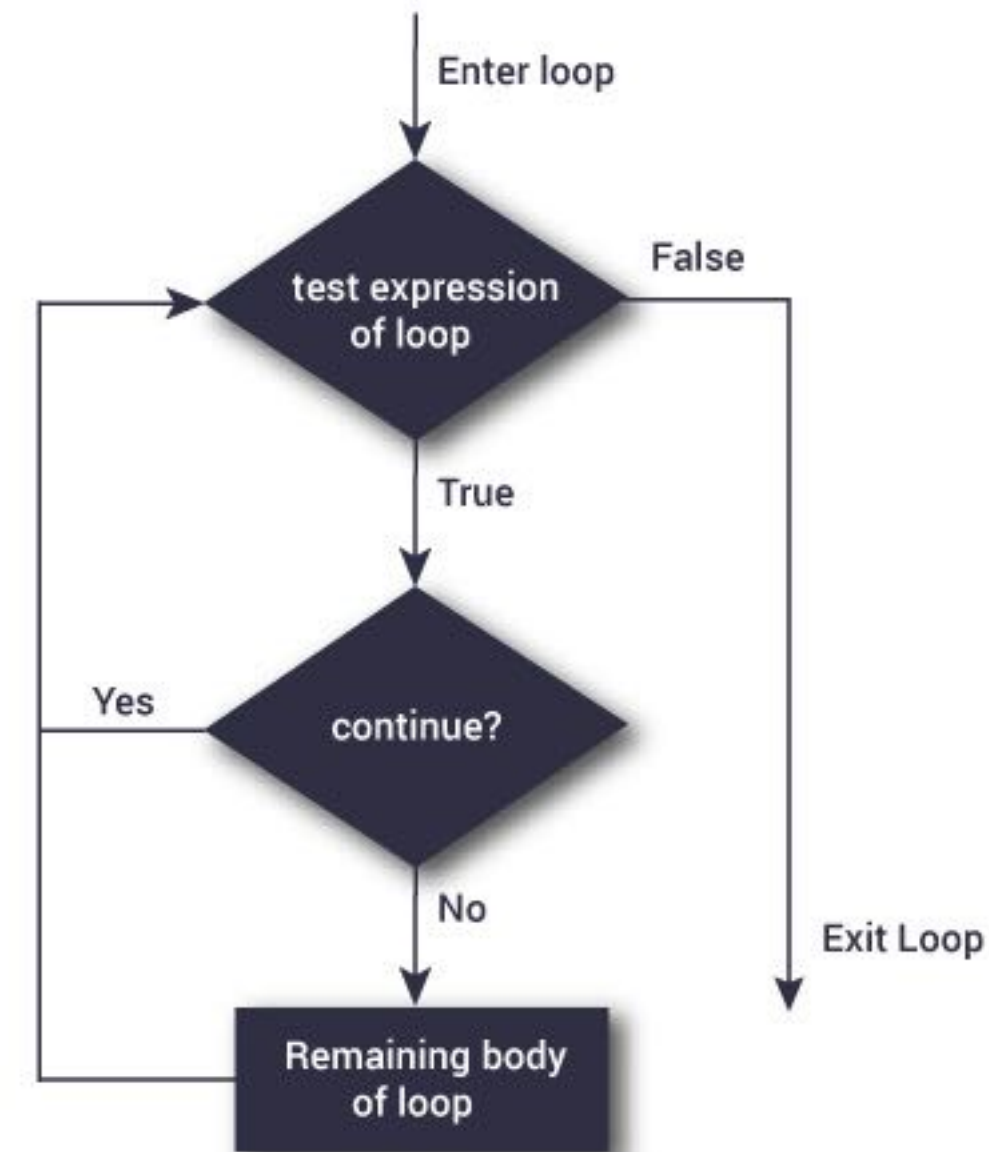 Enter loop
False
test expression
of loop
True
Yes
continue?
No
Exit Loop
Remaining body
of loop